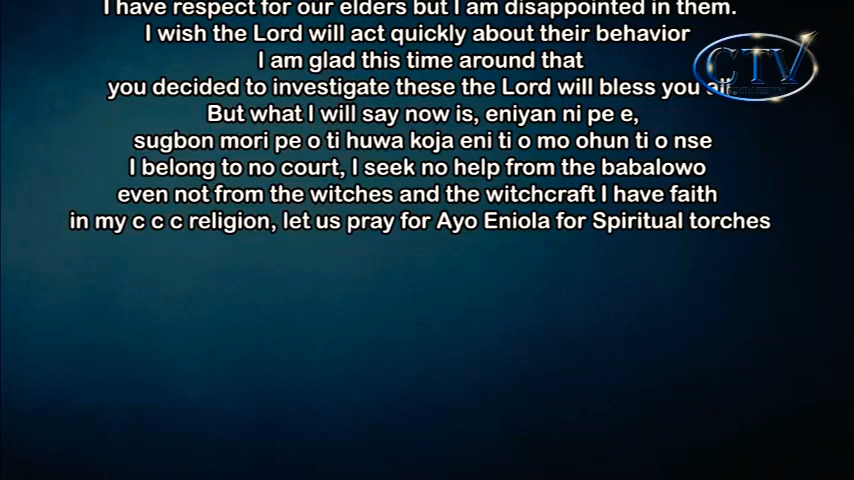 I have respect for our elders but I am disappointed in them.
I wish the Lord will act quickly about their behavior
I am glad this time around that
you decided to investigate these the Lord will bless you all
But what I will say now is, eniyan ni pe e,
sugbon mori pe o ti huwa koja eni ti o mo ohun ti o nse
I belong to no court, I seek no help from the babalowo
even not from the witches and the witchcraft I have faith
in my c c c religion, let us pray for Ayo Eniola for Spiritual torches
CTV